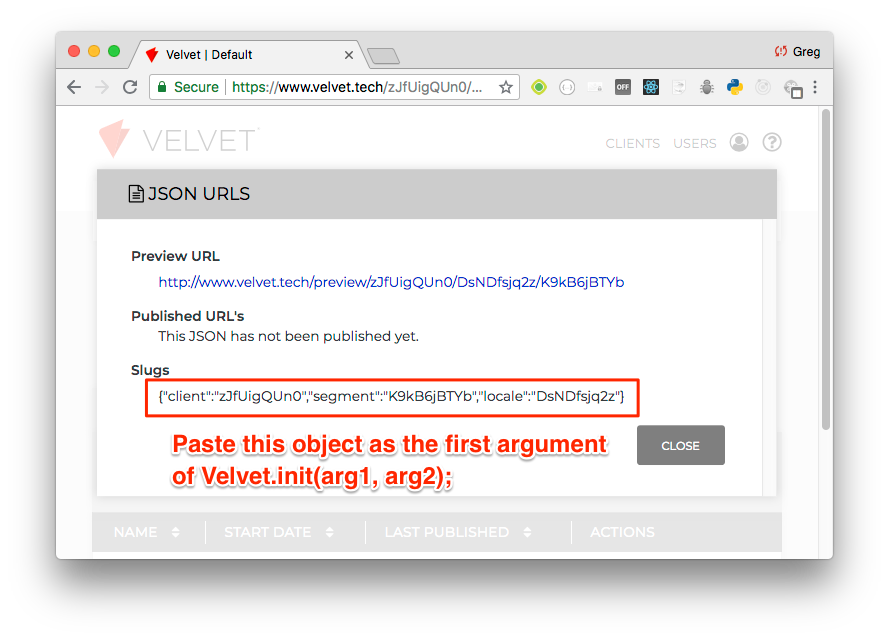 Velvet | Default
Greg
Secure https://www.velvet.tech/zJfUigQUn0/...
OFF
VELVET
CLIENTS USERS
JSON URLS
Preview URL
http://www.velvet.tech/preview/zJfUigQUn0/DsNDfsjq2z/K9kB6jBTYb
Published URL's
This JSON has not been published yet.
Slugs
{"client":"zJfUigQUn0","segment":"K9kB6jBTYb","locale":"DsNDfsjq2z"}
Paste this object as the first argument
of Velvet.init(arg1, arg2);
CLOSE
NAME START DATE LAST PUBLISHED ACTIONS